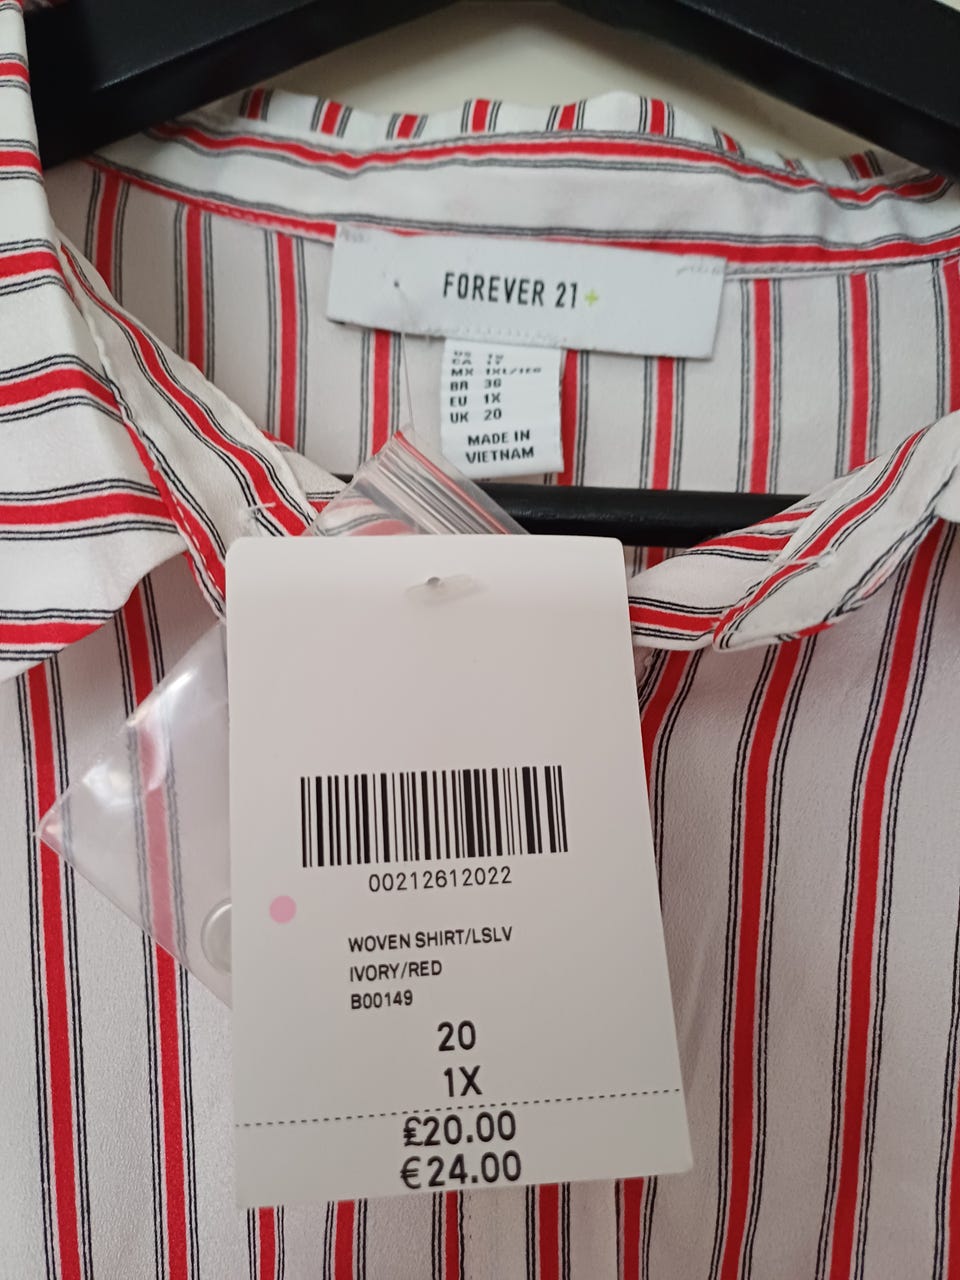 FOREVER 21+
MX
BR
EU 1X
UK 20
MADE IN
VIETNAM
00212612022
WOVEN SHIRT/LSLV
IVORY/RED
B00149
20
1X
£20.00
€24.00